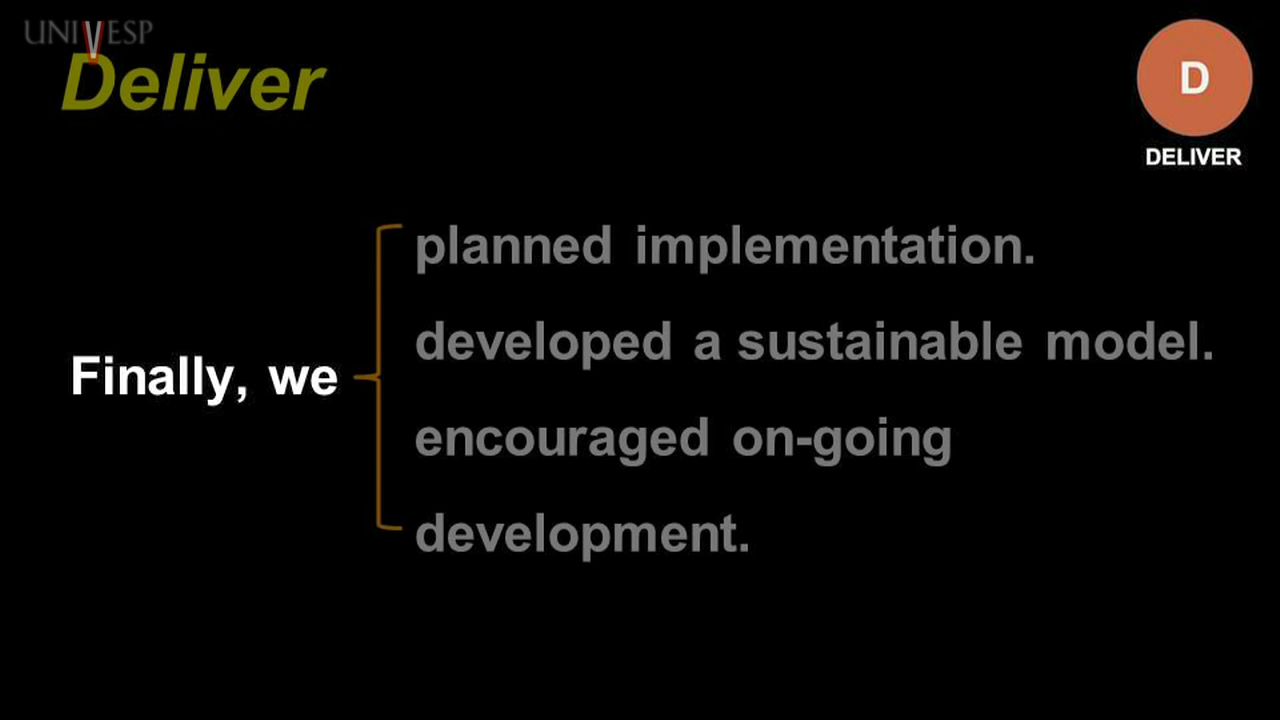 UNIVESP
Deliver
D
DELIVER
Finally, we
planned implementation.
developed a sustainable model.
encouraged on-going
development.